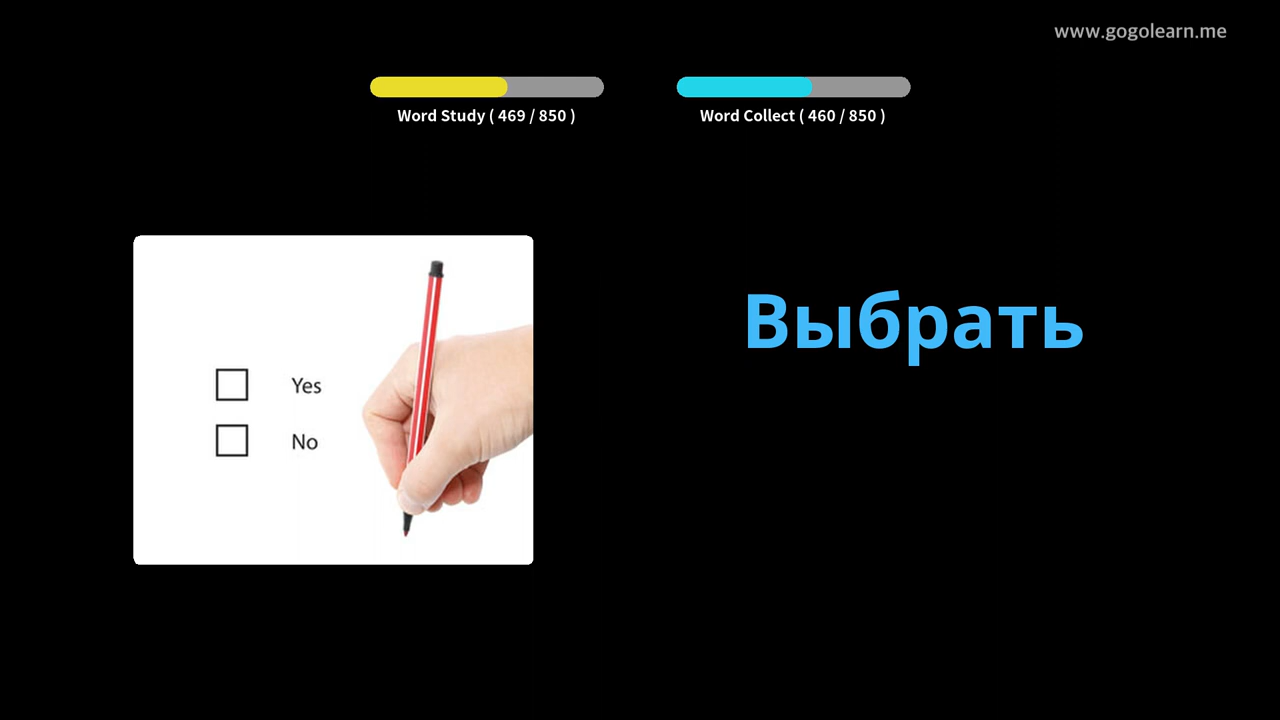 www.gogolearn.me
Word Study ( 469 / 850 )
Word Collect ( 460 / 850 )
Выбрать
Yes
No